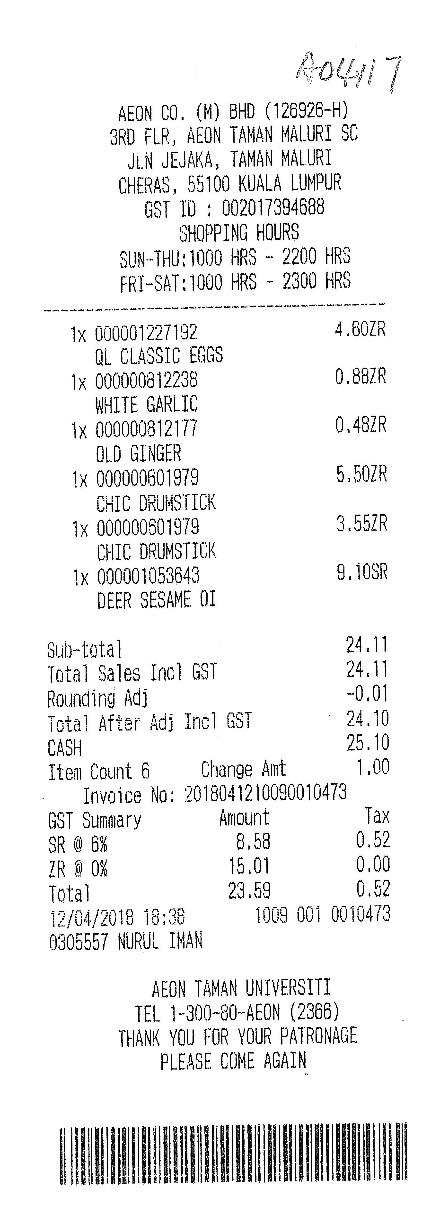 A04117
AEON CO. (M) BHD (126926-H)
3RD FLR, AEON TAMAN MALURI SC
JLN JEJAKA, TAMAN MALURI
CHERAS, 55100 KUALA LUMPUR
GST ID : 002017394688
SHOPPING HOURS
SUN-THU:1000 HRS - 2200 HRS
FRI-SAT:1000 HRS - 2300 HRS
1x 000001227192 4.60ZR
QL CLASSIC EGGS
1x 000000812238 0.88ZR
WHITE GARLIC
1x 000000812177 0.48ZR
OLD GINGER
1x 000000601979 5.50ZR
CHIC DRUMSTICK
1x 000000601979 3.55ZR
CHIC DRUMSTICK
1x 000001053643 9.10SR
DEER SESAME OI
Sub-total 24.11
Total Sales Incl GST 24.11
Rounding Adj -0.01
Total After Adj Incl GST 24.10
CASH 25.10
Item Count 6 Change Amt 1.00
Invoice No: 2018041210090010473
GST Summary Amount Tax
SR @ 6% 8.58 0.52
ZR @ 0% 15.01 0.00
Total 23.59 0.52
12/04/2018 18:38 1009 001 0010473
0305557 NURUL IMAN
AEON TAMAN UNIVERSITI
TEL 1-300-80-AEON (2366)
THANK YOU FOR YOUR PATRONAGE
PLEASE COME AGAIN